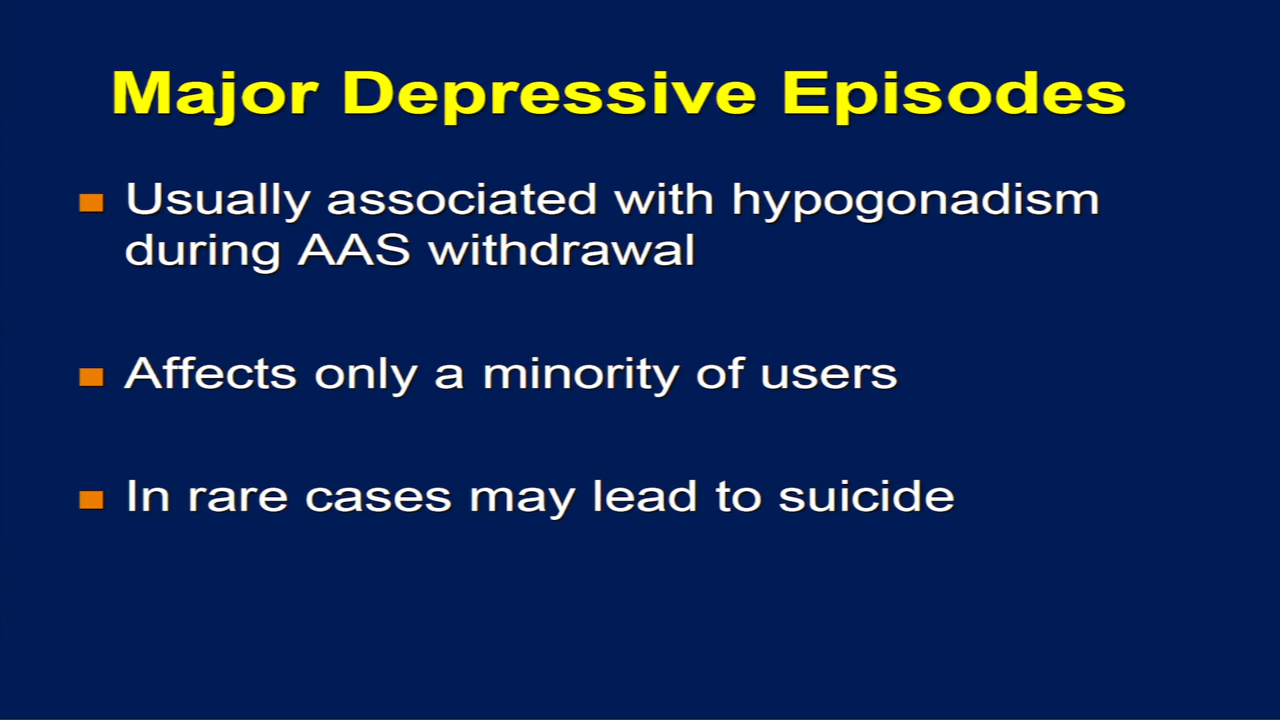 Major Depressive Episodes
Usually associated with hypogonadism
during AAS withdrawal
Affects only a minority of users
In rare cases may lead to suicide